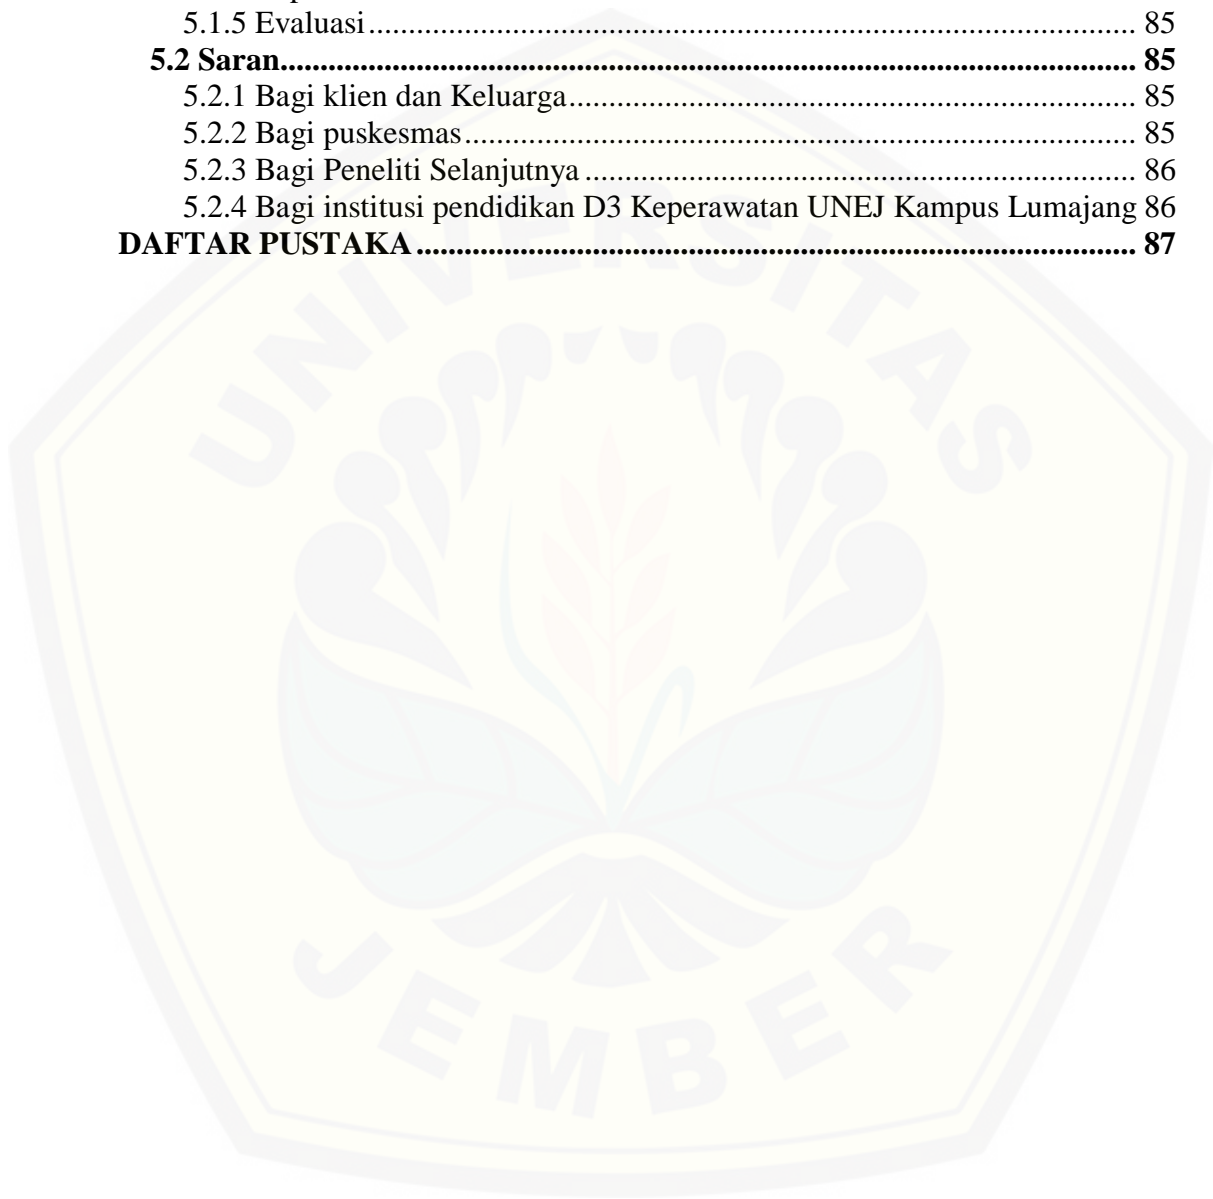 5.1.5 Evaluasi........................................................................................................ 85
5.2 Saran.................................................................................................................. 85
5.2.1 Bagi klien dan Keluarga............................................................................ 85
5.2.2 Bagi puskesmas........................................................................................... 85
5.2.3 Bagi Peneliti Selanjutnya .......................................................................... 86
5.2.4 Bagi institusi pendidikan D3 Keperawatan UNEJ Kampus Lumajang 86
DAFTAR PUSTAKA ................................................................................................ 87
UNIVERSITAS
JEMBER